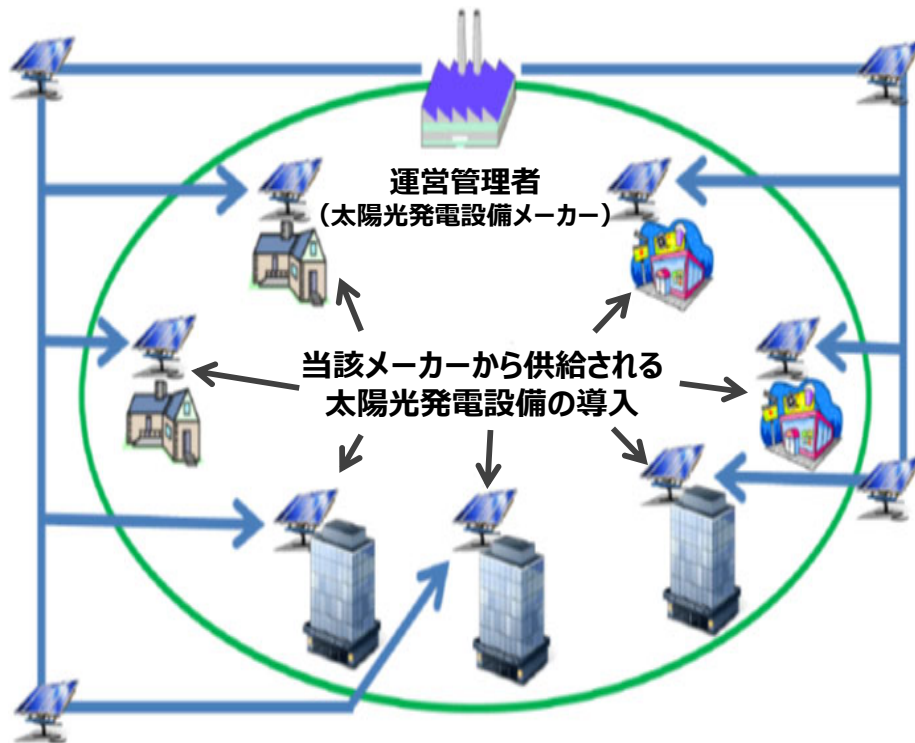 運営管理者
（太陽光発電設備メーカー）
当該メーカーから供給される
太陽光発電設備の導入